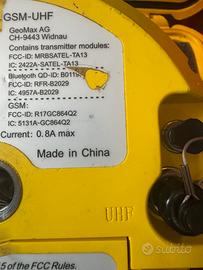 GSM-UHF
GeoMax AG
CH-9443 Widnau
Contains transmitter modules:
FCC-ID: MRBSATEL-TA13
IC: 2422A-SATEL-TA13
Bluetooth QD-ID: B011
FCC-ID: RFR-B2029
IC: 4957A-B2029
GSM:
FCC-ID: R17GC864Q2
IC: 5131A-GC864Q2
Current: 0.8A max
Made in China
UHF
5 of the FCC Rules.
subito